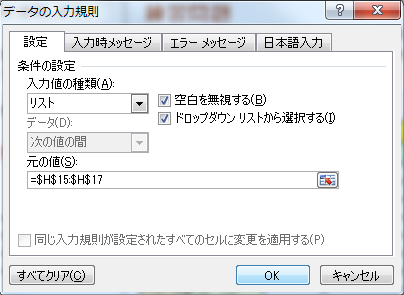 データの入力規則
設定
入力時メッセージ
エラー メッセージ
日本語入力
条件の設定
入力値の種類(A):
リスト
空白を無視する(B)
データ(D):
ドロップダウン リストから選択する(I)
次の値の間
元の値(S):
=$H$15:$H$17
同じ入力規則が設定されたすべてのセルに変更を適用する(P)
すべてクリア(C)
OK
キャンセル